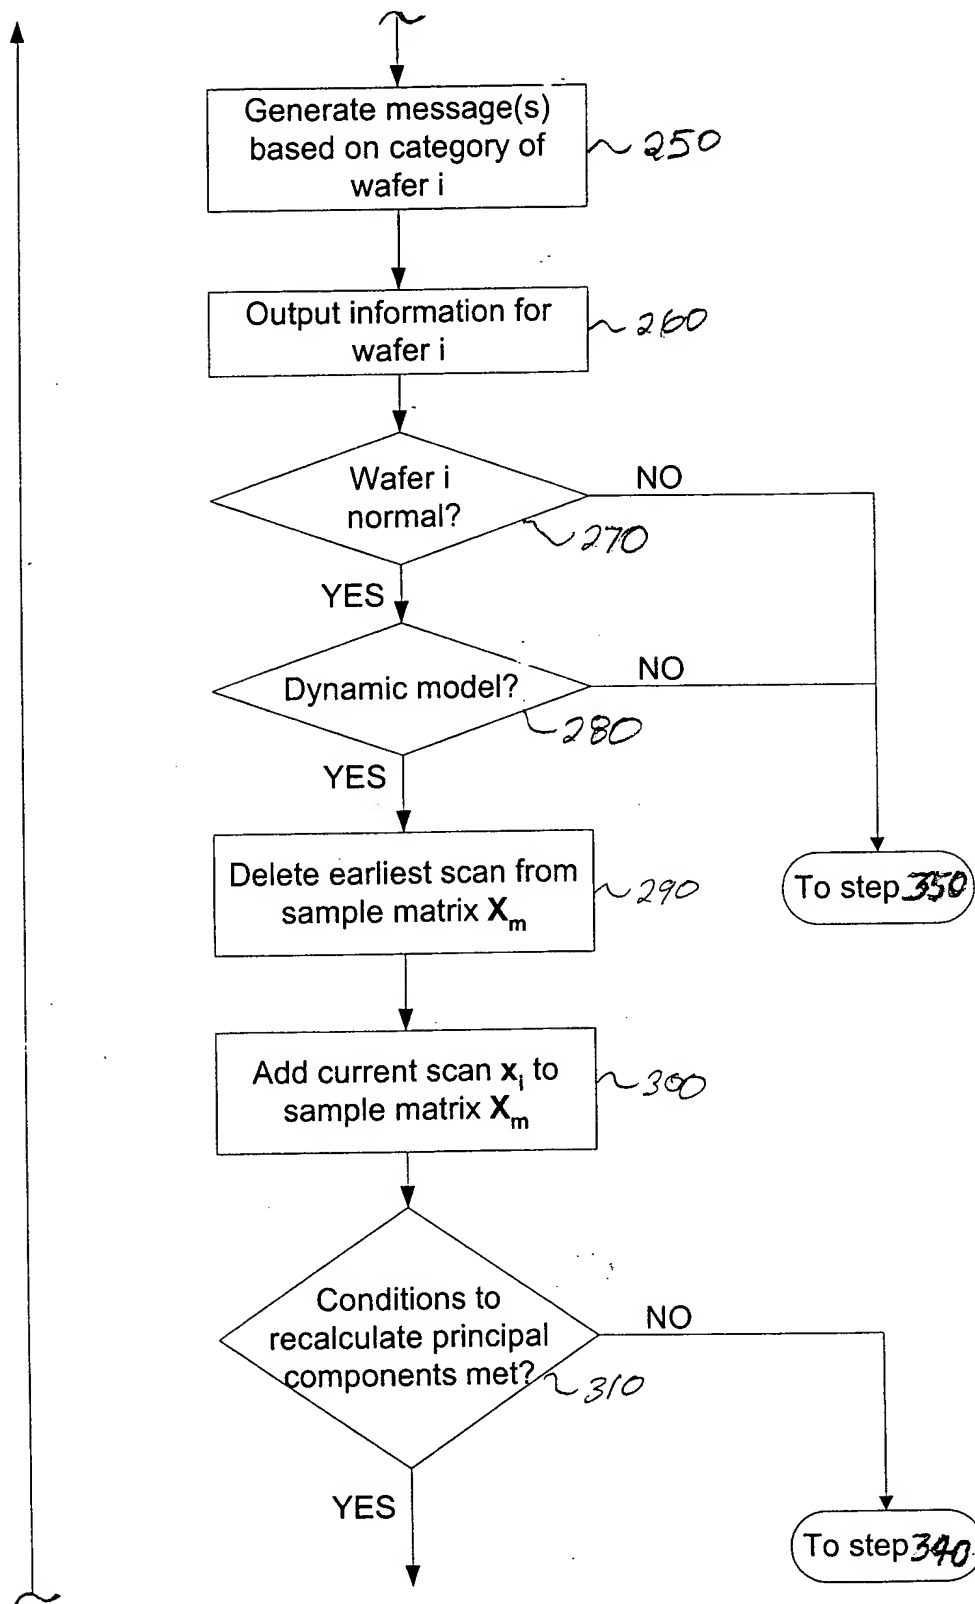 Generate message(s)
based on category of
wafer i
250
Output information for
wafer i
260
Wafer i
normal?
NO
270
YES
Dynamic model?
NO
280
YES
Delete earliest scan from
sample matrix Xm
290
To step 350
Add current scan xi to
sample matrix Xm
300
Conditions to
recalculate principal
components met?
NO
310
YES
To step 340